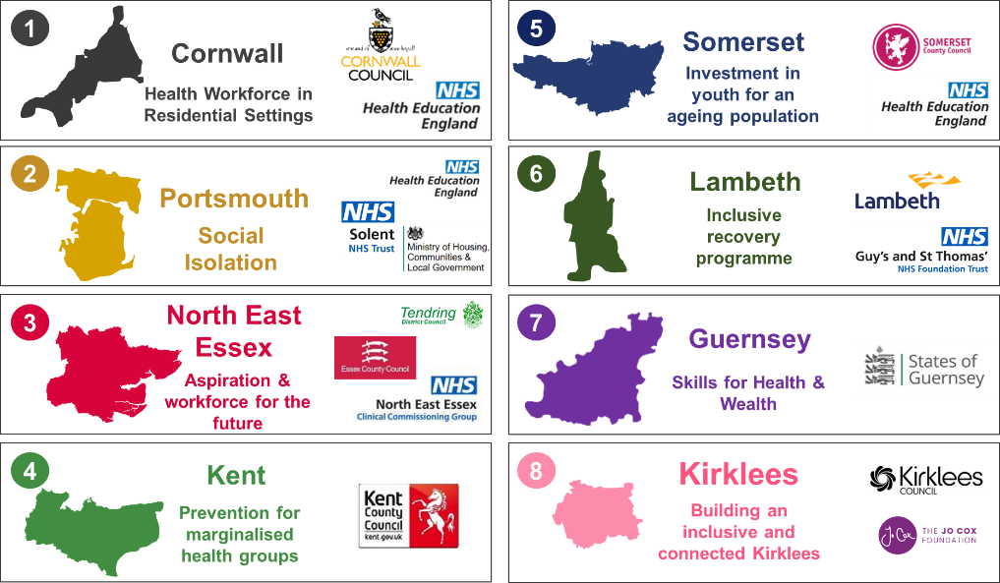 1
Cornwall
Health Workforce in
Residential Settings
CORNWALL
COUNCIL
NHS
Health Education
England
2
Portsmouth
Social
Isolation
NHS
Health Education
England
NHS
Solent
NHS Trust
Ministry of Housing,
Communities &
Local Government
3
North East
Essex
Aspiration &
workforce for the
future
Tendring
District Council
Essex County Council
NHS
North East Essex
Clinical Commissioning Group
4
Kent
Prevention for
marginalised
health groups
Kent
County
Council
kent.gov.uk
5
Somerset
Investment in
youth for an
ageing population
SOMERSET
County Council
NHS
Health Education
England
6
Lambeth
Inclusive
recovery
programme
Lambeth
NHS
Guy's and St Thomas'
NHS Foundation Trust
7
Guernsey
Skills for Health &
Wealth
States of
Guernsey
8
Kirklees
Building an
inclusive and
connected Kirklees
Kirklees
COUNCIL
Jo Cox
THE JO COX
FOUNDATION